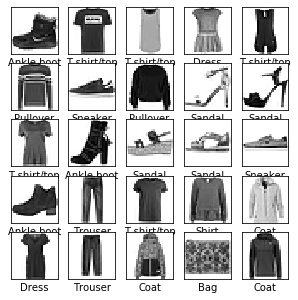 Ankle boot T-shirt/top T-shirt/top Dress T-shirt/top
Pullover Sneaker Pullover Sandal Sandal
T-shirt/top Ankle boot Sandal Sandal Sneaker
Ankle boot Trouser T-shirt/top Shirt Coat
Dress Trouser Coat Bag Coat